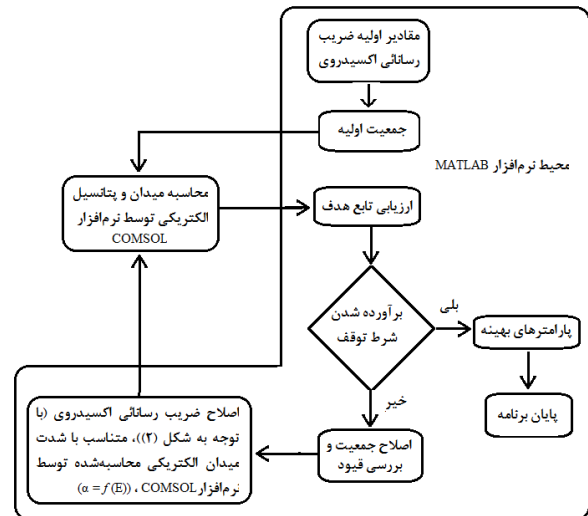 مقادیر اولیه ضریب
رسانائی اکسیدروی
جمعیت اولیه
محیط نرم‌افزار MATLAB
محاسبه میدان و پتانسیل
الکتریکی توسط نرم‌افزار
COMSOL
ارزیابی تابع هدف
برآورده شدن
شرط توقف
بلی
پارامترهای بهینه
پایان برنامه
خیر
اصلاح جمعیت و
بررسی قیود
اصلاح ضریب رسانائی اکسیدروی (با
توجه به شکل (۲))، متناسب با شدت
میدان الکتریکی محاسبه‌شده توسط
نرم‌افزار COMSOL ، (α = f (E))